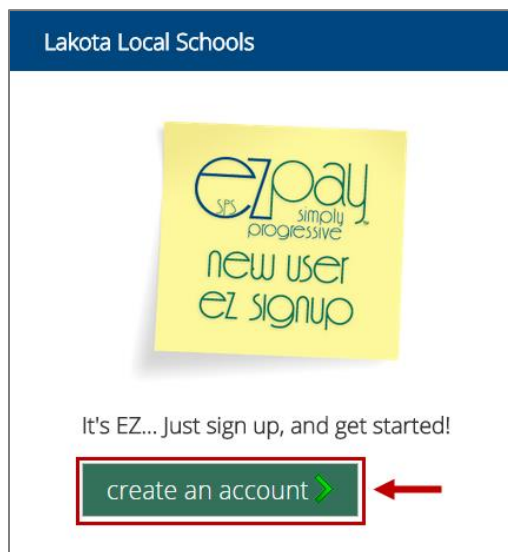 Lakota Local Schools
ezpay
SPS
simply
progressive™
new user
ez signup
It's EZ... Just sign up, and get started!
create an account